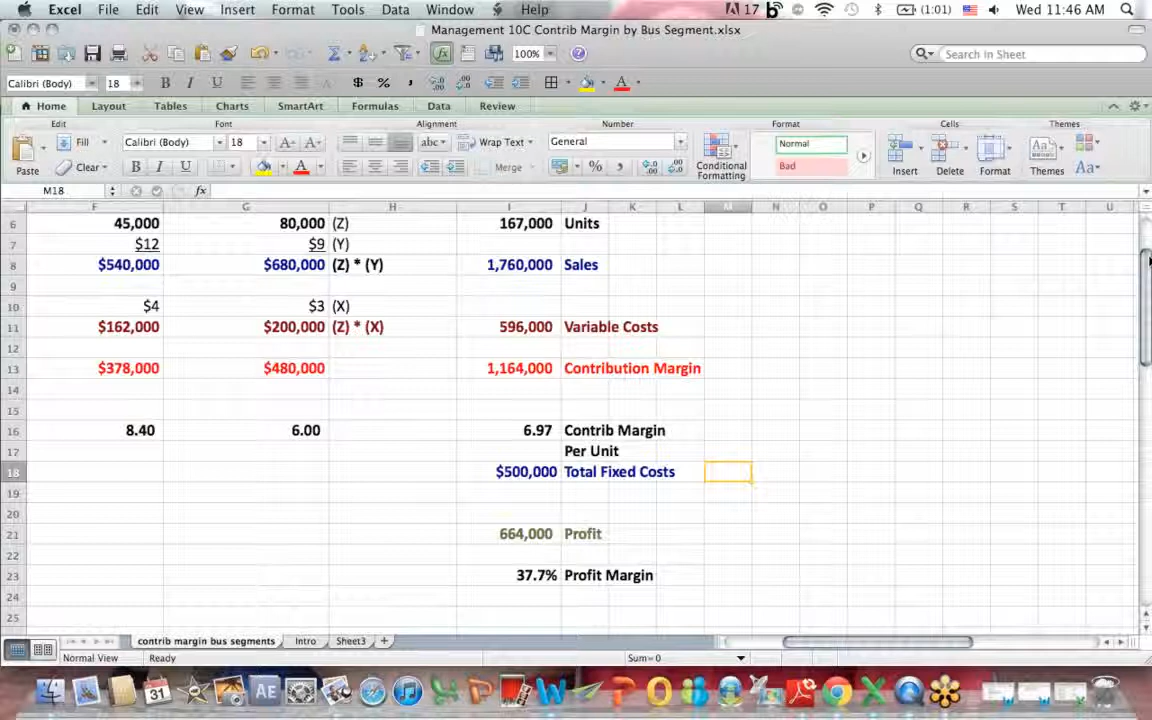 Excel File Edit View Insert Format Tools Data Window Help 17 (1:01) Wed 11:46 AM
Management 10C Contrib Margin by Bus Segment.xlsx
fx 100% Search in Sheet
Calibri (Body) 18 B I U $ % , A
Home Layout Tables Charts SmartArt Formulas Data Review
Edit Font Alignment Number Format Cells Themes
Fill Calibri (Body) 18 A A abc Wrap Text General Normal
Paste Clear B I U A Merge % , Conditional Formatting Bad Insert Delete Format Themes Aa
M18 fx
F G H I J K L M N O P Q R S T U
6 45,000 80,000 (Z) 167,000 Units
7 $12 $9 (Y)
8 $540,000 $680,000 (Z) * (Y) 1,760,000 Sales
9
10 $4 $3 (X)
11 $162,000 $200,000 (Z) * (X) 596,000 Variable Costs
12
13 $378,000 $480,000 1,164,000 Contribution Margin
14
15
16 8.40 6.00 6.97 Contrib Margin
17 Per Unit
18 $500,000 Total Fixed Costs
19
20
21 664,000 Profit
22
23 37.7% Profit Margin
24
25
contrib margin bus segments Intro Sheet3 +
Normal View Ready Sum=0
31 AE W P O X